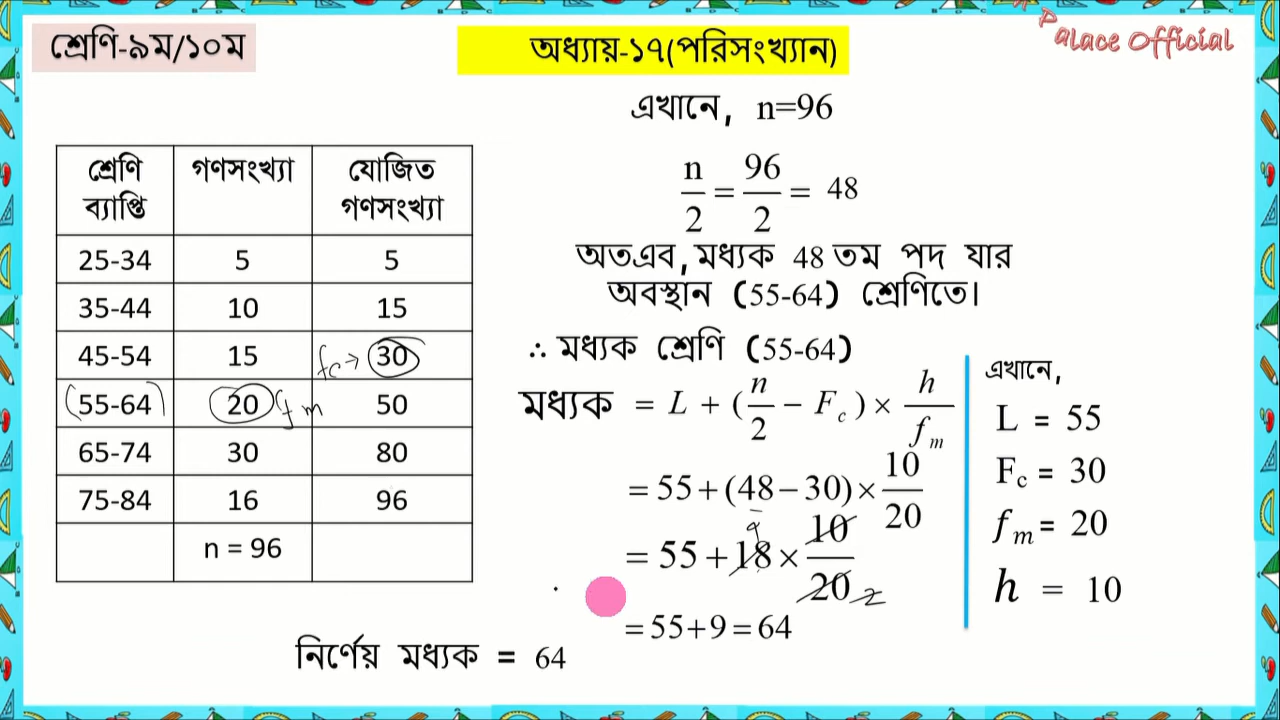 শ্রেণি-৯ম/১০ম
অধ্যায়-১৭(পরিসংখ্যান)
Palace Official
শ্রেণি ব্যাপ্তি গণসংখ্যা যোজিত গণসংখ্যা
25-34 5 5
35-44 10 15
45-54 15 fc→ 30
(55-64) 20 (fm 50
65-74 30 80
75-84 16 96
n = 96
এখানে, n=96
n/2 = 96/2 = 48
অতএব, মধ্যক 48 তম পদ যার
অবস্থান (55-64) শ্রেণিতে।
∴ মধ্যক শ্রেণি (55-64)
মধ্যক = L + (n/2 − Fc) × h/fm
= 55 + (48 − 30) × 10/20
= 55 + 18 × 10/20
9
2
= 55+9 = 64
এখানে,
L = 55
Fc = 30
fm = 20
h = 10
নির্ণেয় মধ্যক = 64